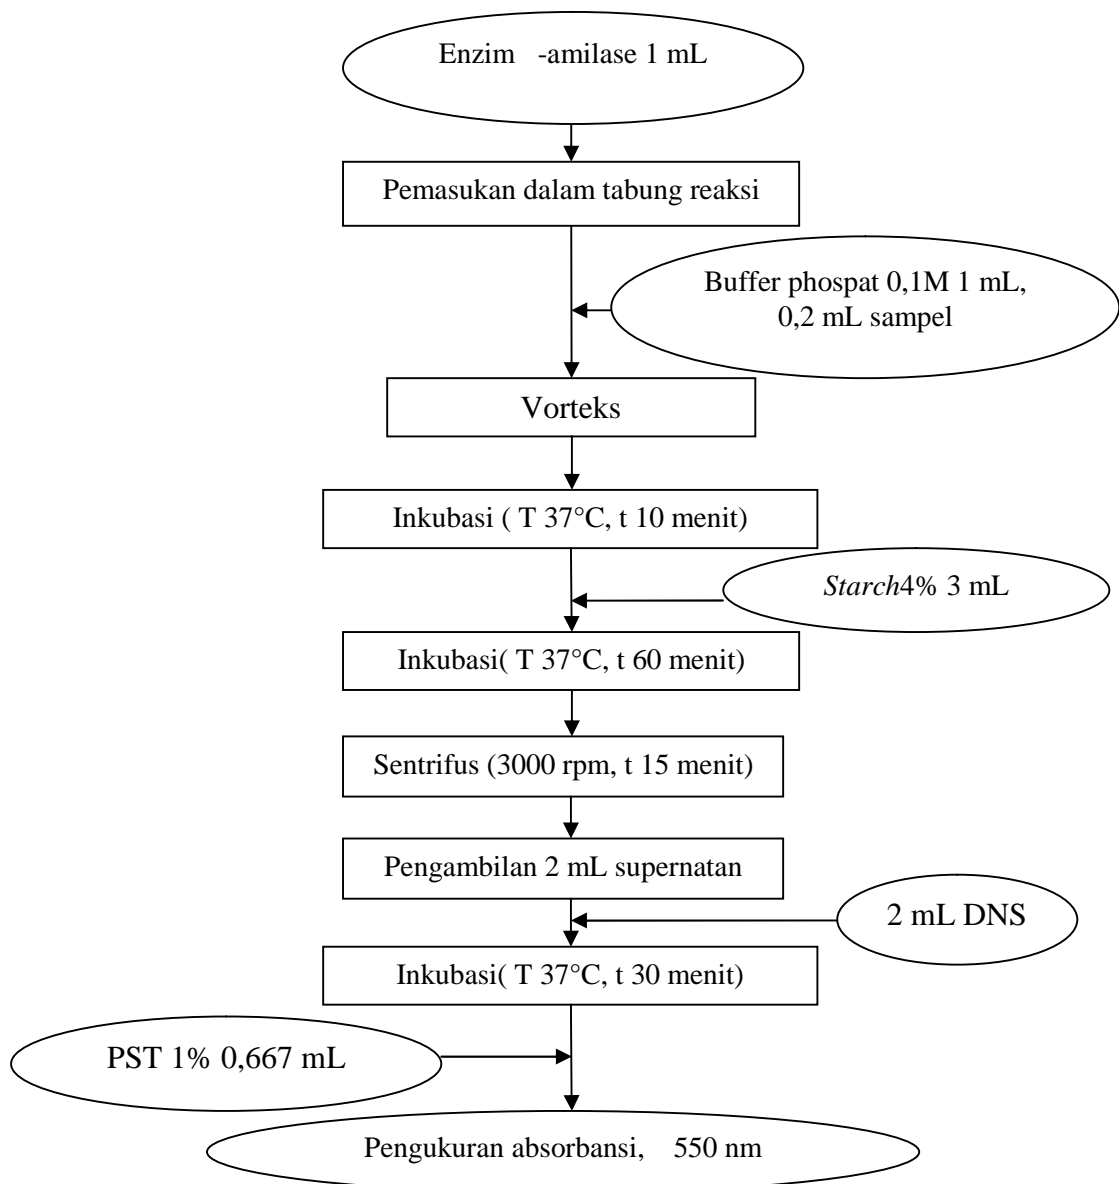 Enzim -amilase 1 mL
Pemasukan dalam tabung reaksi
Buffer phospat 0,1M 1 mL,
0,2 mL sampel
Vorteks
Inkubasi ( T 37°C, t 10 menit)
Starch4% 3 mL
Inkubasi( T 37°C, t 60 menit)
Sentrifus (3000 rpm, t 15 menit)
Pengambilan 2 mL supernatan
2 mL DNS
Inkubasi( T 37°C, t 30 menit)
PST 1% 0,667 mL
Pengukuran absorbansi, 550 nm